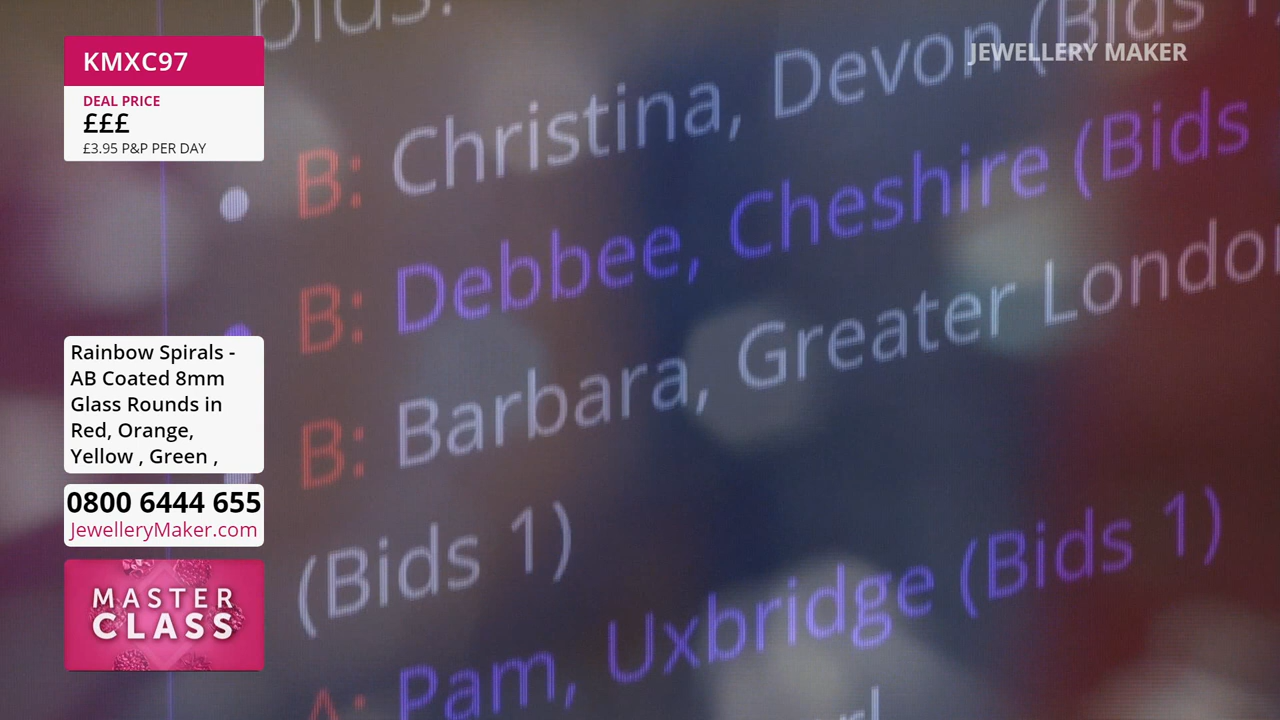 KMXC97
DEAL PRICE
£££
£3.95 P&P PER DAY
JEWELLERY MAKER
bids:
B: Christina, Devon (Bids
B: Debbee, Cheshire (Bids
B: Barbara, Greater London
(Bids 1)
A: Pam, Uxbridge (Bids 1)
Rainbow Spirals -
AB Coated 8mm
Glass Rounds in
Red, Orange,
Yellow , Green ,
0800 6444 655
JewelleryMaker.com
MASTER
CLASS